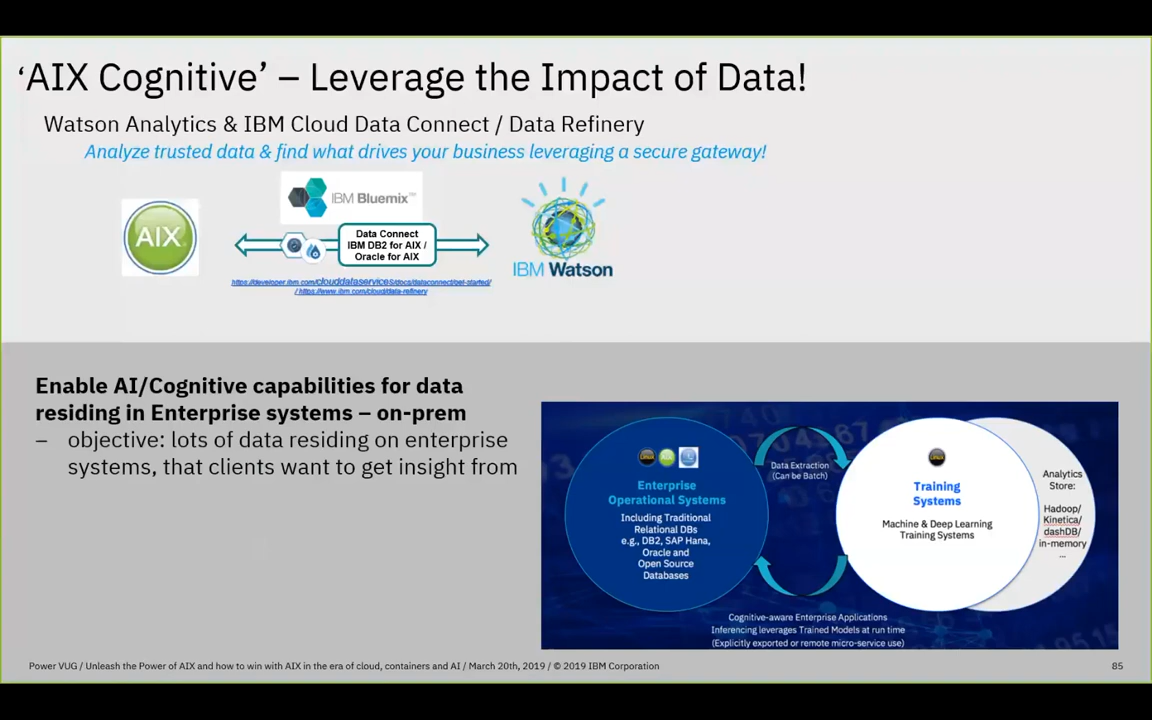 ‘AIX Cognitive’ – Leverage the Impact of Data!
Watson Analytics & IBM Cloud Data Connect / Data Refinery
Analyze trusted data & find what drives your business leveraging a secure gateway!
IBM Bluemix™
AIX
Data Connect
IBM DB2 for AIX /
Oracle for AIX
IBM Watson
https://developer.ibm.com/clouddataservices/docs/dataconnect/get-started/
/ https://www.ibm.com/cloud/data-refinery
Enable AI/Cognitive capabilities for data
residing in Enterprise systems – on-prem
– objective: lots of data residing on enterprise
systems, that clients want to get insight from
Enterprise
Operational Systems
Including Traditional
Relational DBs
e.g., DB2, SAP Hana,
Oracle and
Open Source
Databases
Data Extraction
(Can be Batch)
Training
Systems
Machine & Deep Learning
Training Systems
Analytics
Store:
Hadoop/
Kinetica/
dashDB/
in-memory
...
Cognitive-aware Enterprise Applications
Inferencing leverages Trained Models at run time
(Explicitly exported or remote micro-service use)
Power VUG / Unleash the Power of AIX and how to win with AIX in the era of cloud, containers and AI / March 20th, 2019 / © 2019 IBM Corporation
85